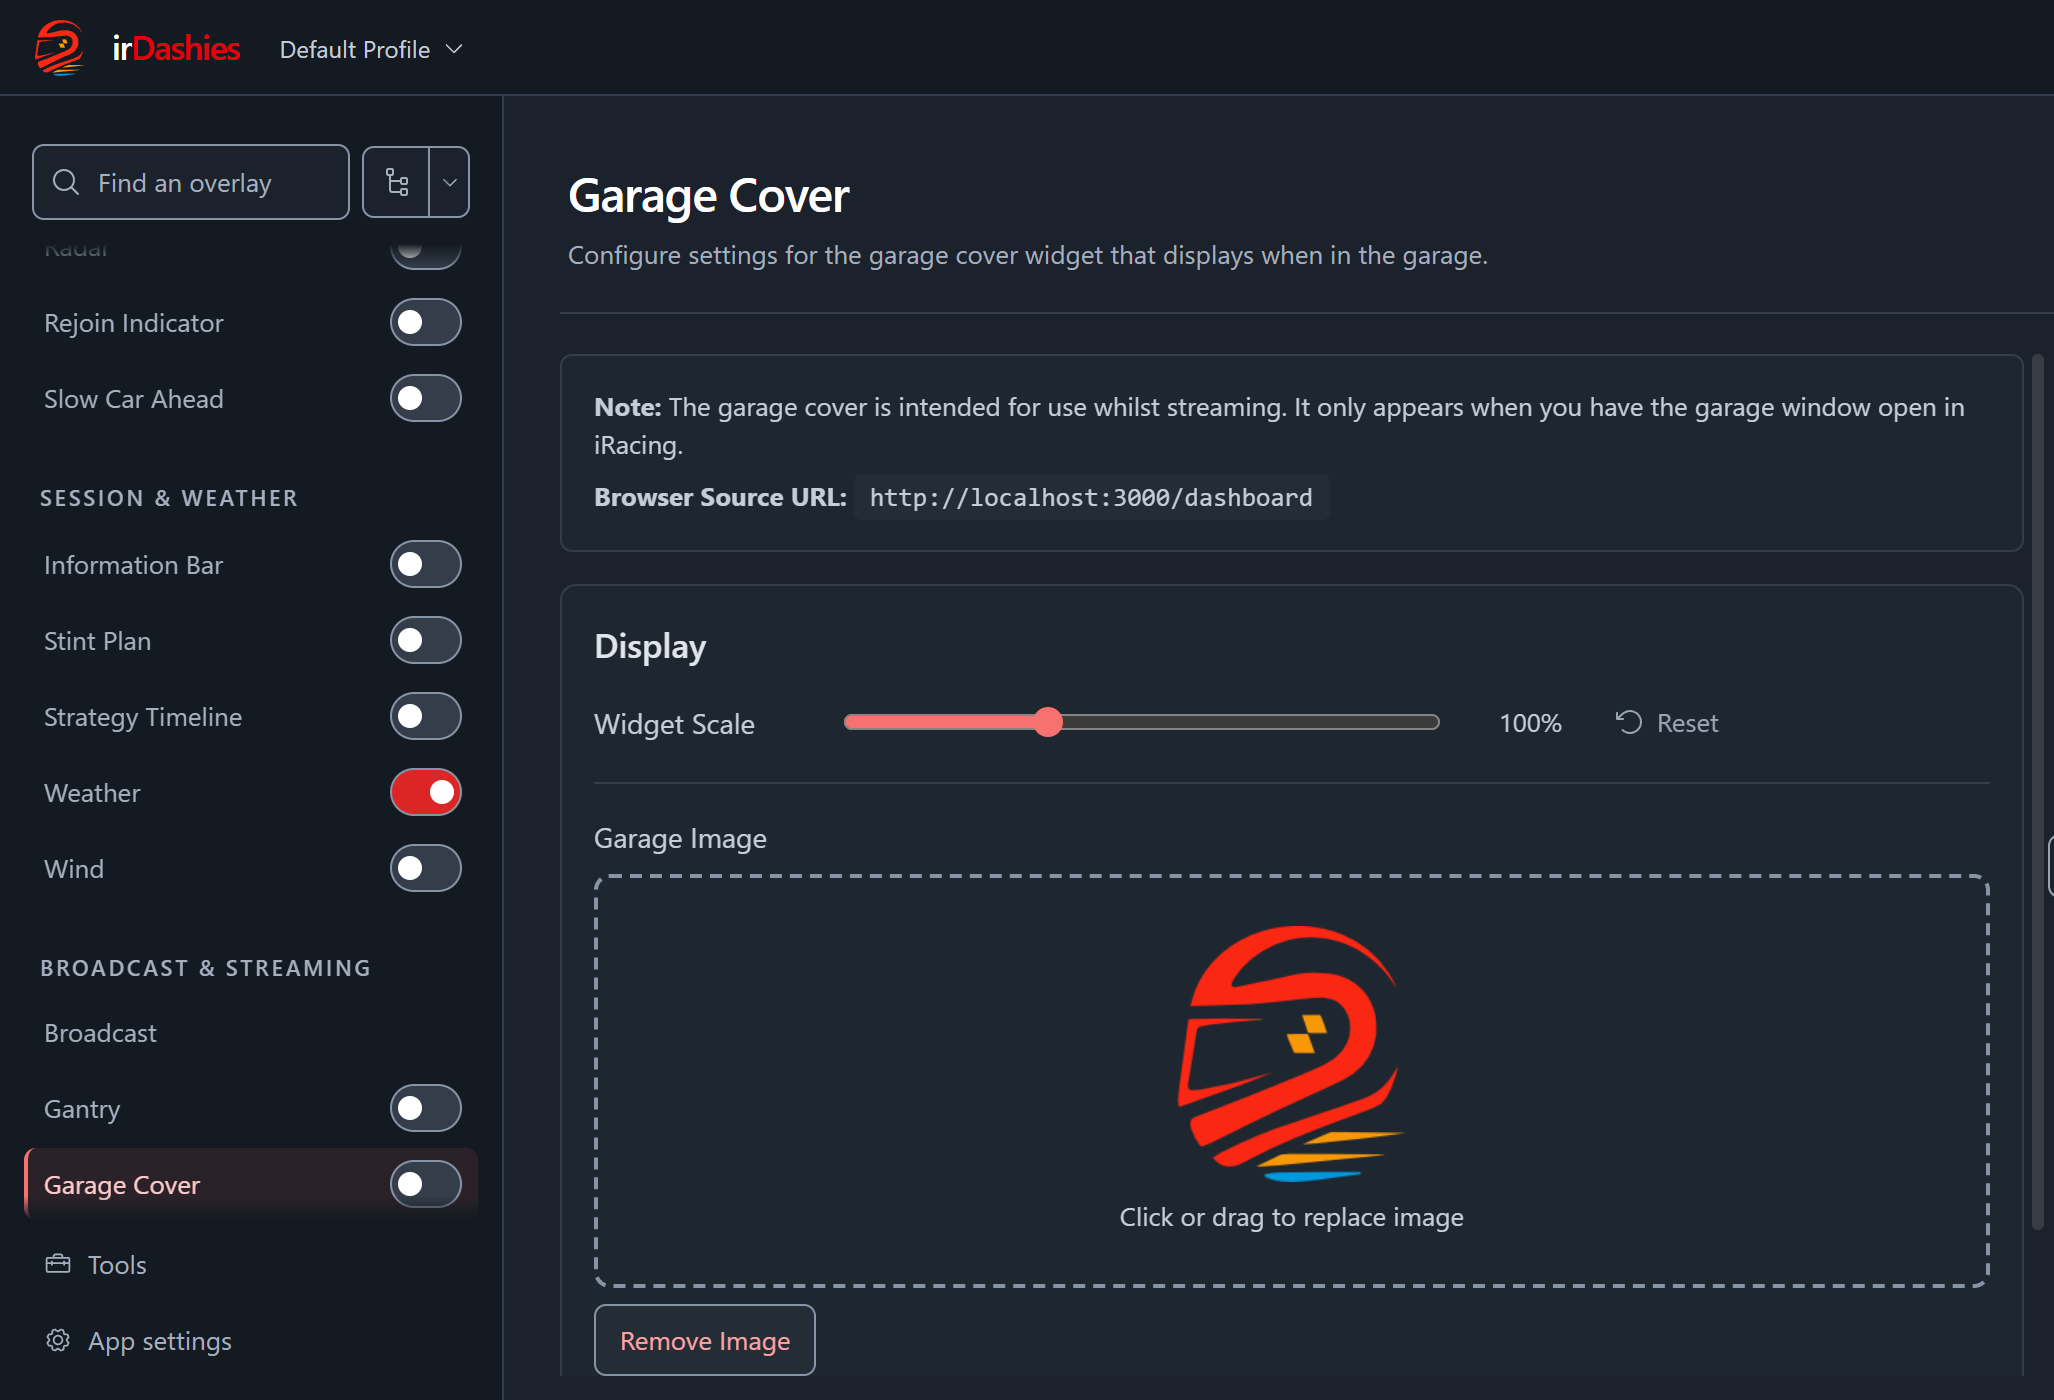 irDashies
Default Profile
Find an overlay
Radar
Rejoin Indicator
Slow Car Ahead
SESSION & WEATHER
Information Bar
Stint Plan
Strategy Timeline
Weather
Wind
BROADCAST & STREAMING
Broadcast
Gantry
Garage Cover
Tools
App settings
Garage Cover
Configure settings for the garage cover widget that displays when in the garage.
Note: The garage cover is intended for use whilst streaming. It only appears when you have the garage window open in
iRacing.
Browser Source URL: http://localhost:3000/dashboard
Display
Widget Scale 100% Reset
Garage Image
Click or drag to replace image
Remove Image